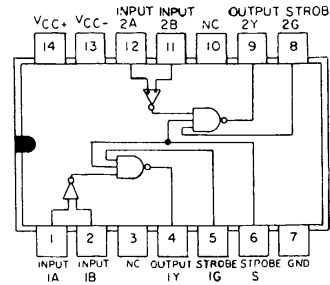 INPUT INPUT OUTPUT STROB
VCC+ VCC- 2A 2B NC 2Y 2G
14 13 12 11 10 9 8
1 2 3 4 5 6 7
INPUT INPUT NC OUTPUT STROBE STROBE GND
1A 1B 1Y 1G S